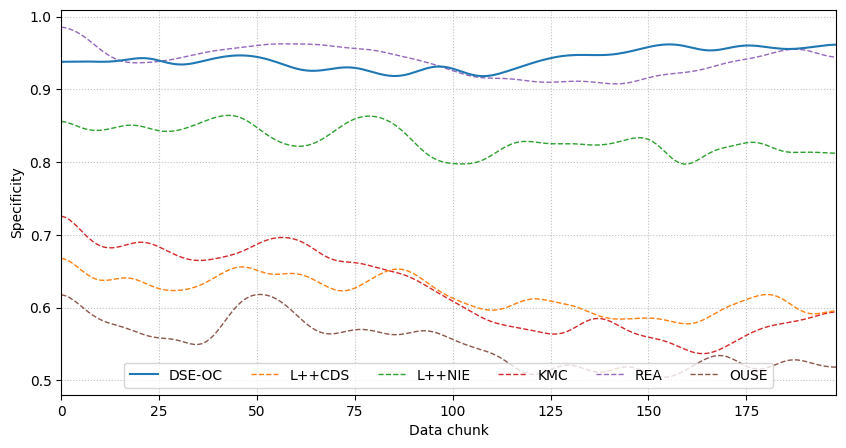 1.0
0.9
0.8
0.7
0.6
0.5
Specificity
DSE-OC L++CDS L++NIE KMC REA OUSE
0 25 50 75 100 125 150 175
Data chunk